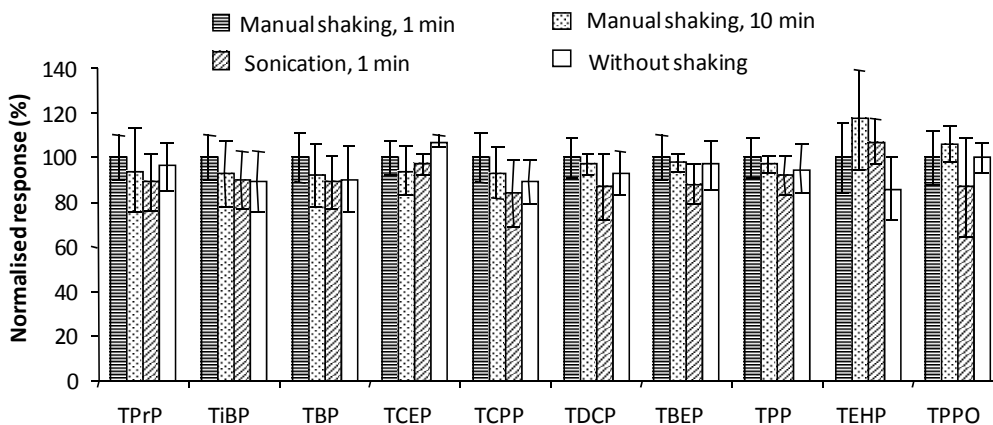 Manual shaking, 1 min
Manual shaking, 10 min
Sonication, 1 min
Without shaking
Normalised response (%)
140
120
100
80
60
40
20
0
TPrP TiBP TBP TCEP TCPP TDCP TBEP TPP TEHP TPPO